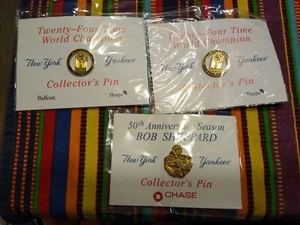 Twenty-Four Time
World Champion
New York Yankees
Collector's Pin
Balfour
Twenty-Four Time
World Champion
New York Yankees
Collector's Pin
50th Anniversary Season
BOB SHEPPARD
New York Yankees
Collector's Pin
CHASE